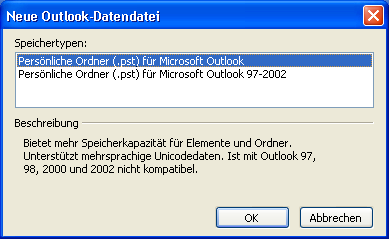 Neue Outlook-Datendatei
Speichertypen:
Persönliche Ordner (.pst) für Microsoft Outlook
Persönliche Ordner (.pst) für Microsoft Outlook 97-2002
Beschreibung
Bietet mehr Speicherkapazität für Elemente und Ordner.
Unterstützt mehrsprachige Unicodedaten. Ist mit Outlook 97,
98, 2000 und 2002 nicht kompatibel.
OK
Abbrechen